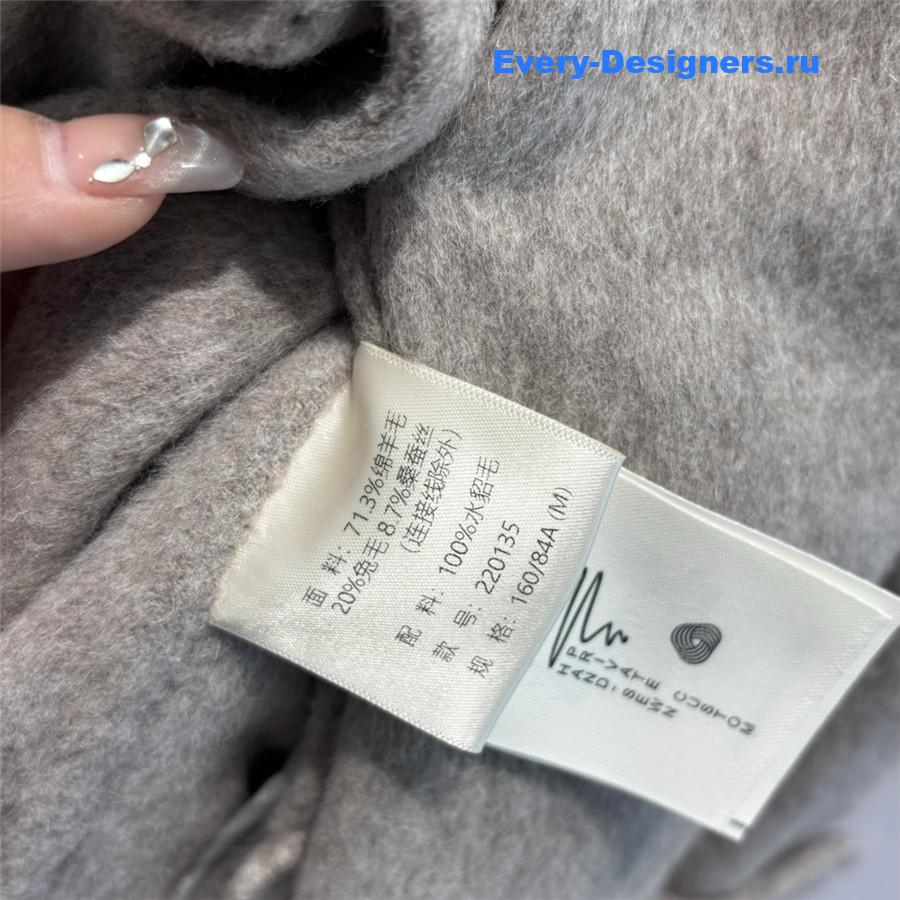 Every-Designers.ru
面 料: 71.3%绵羊毛
20%兔毛 8.7%桑蚕丝
(连接线除外)
配 料: 100%水貂毛
款 号: 220135
规 格: 160/84A (M)
PRIVATE CUSTOM
HAND-SEWN